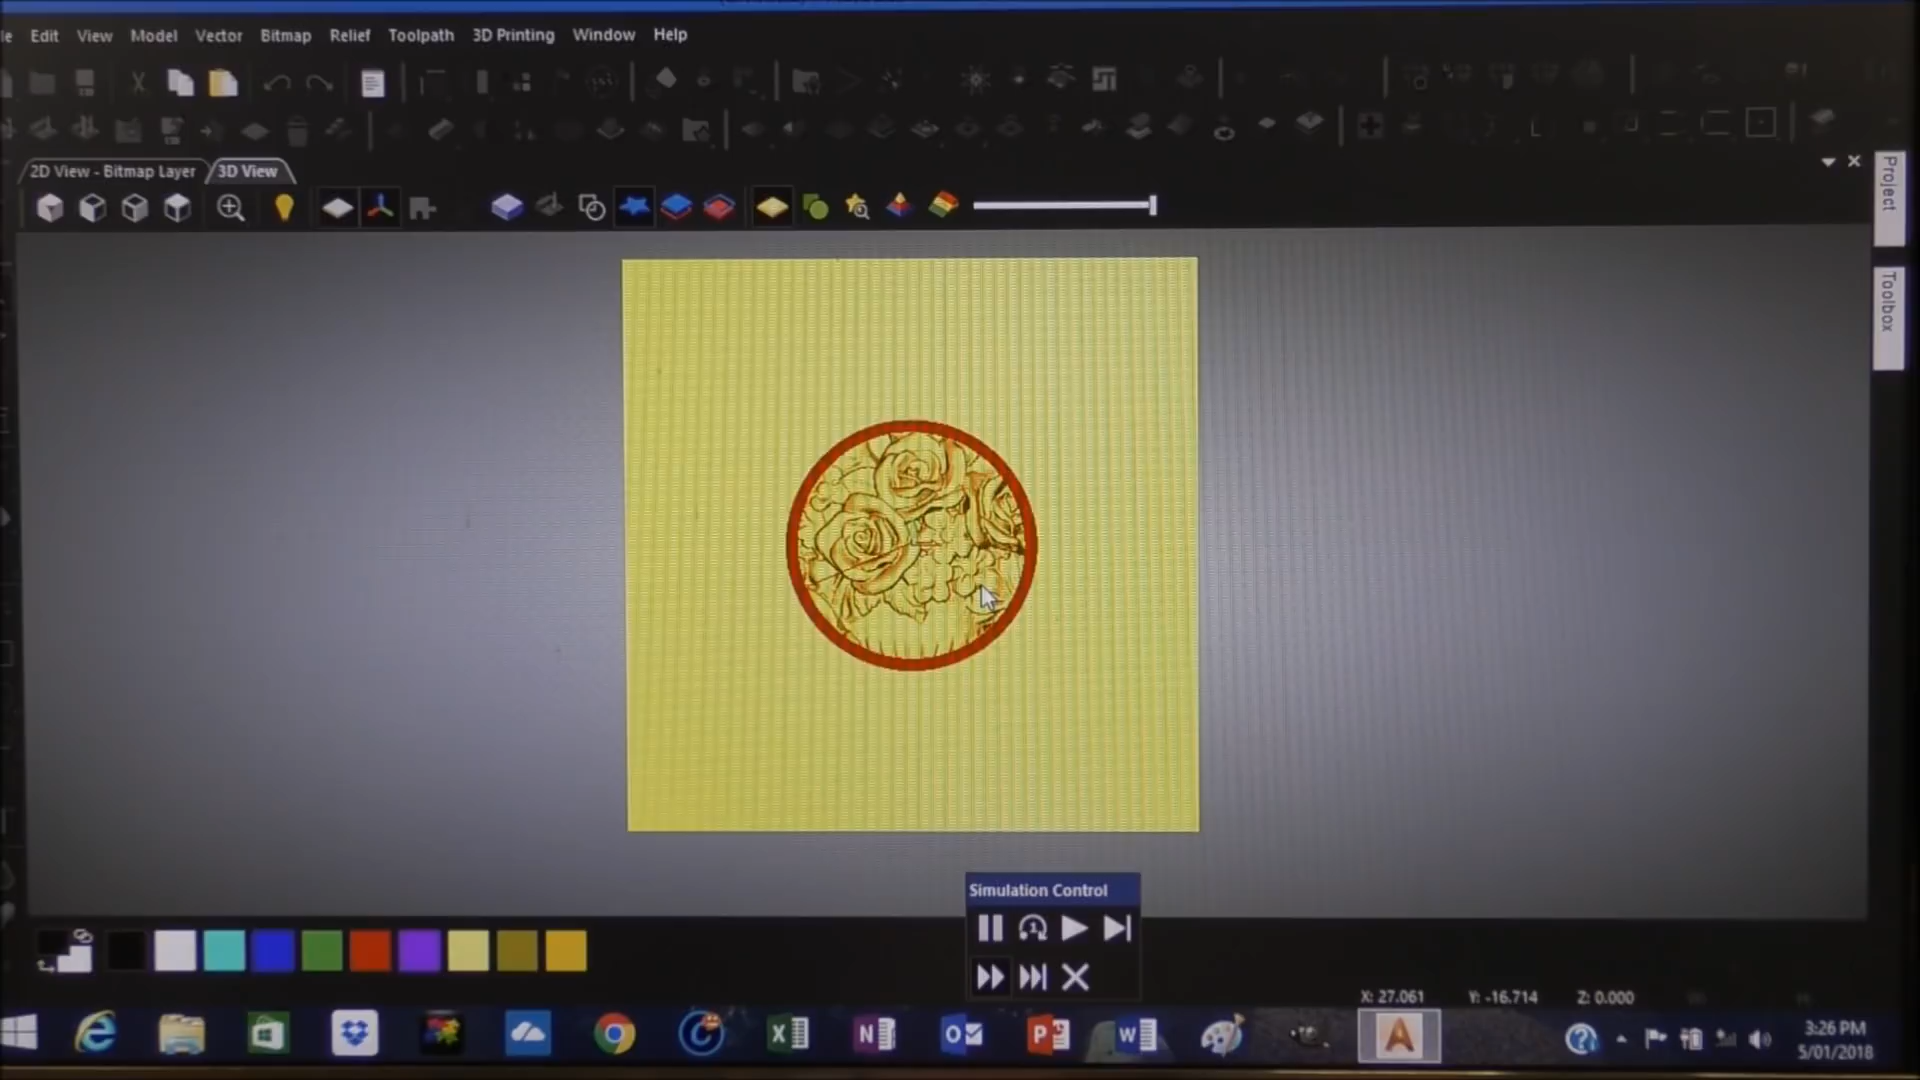 le Edit View Model Vector Bitmap Relief Toolpath 3D Printing Window Help
2D View - Bitmap Layer 3D View
Project
Toolbox
Simulation Control
X: 27.061 Y: -16.714 Z: 0.000
3:26 PM
5/01/2018